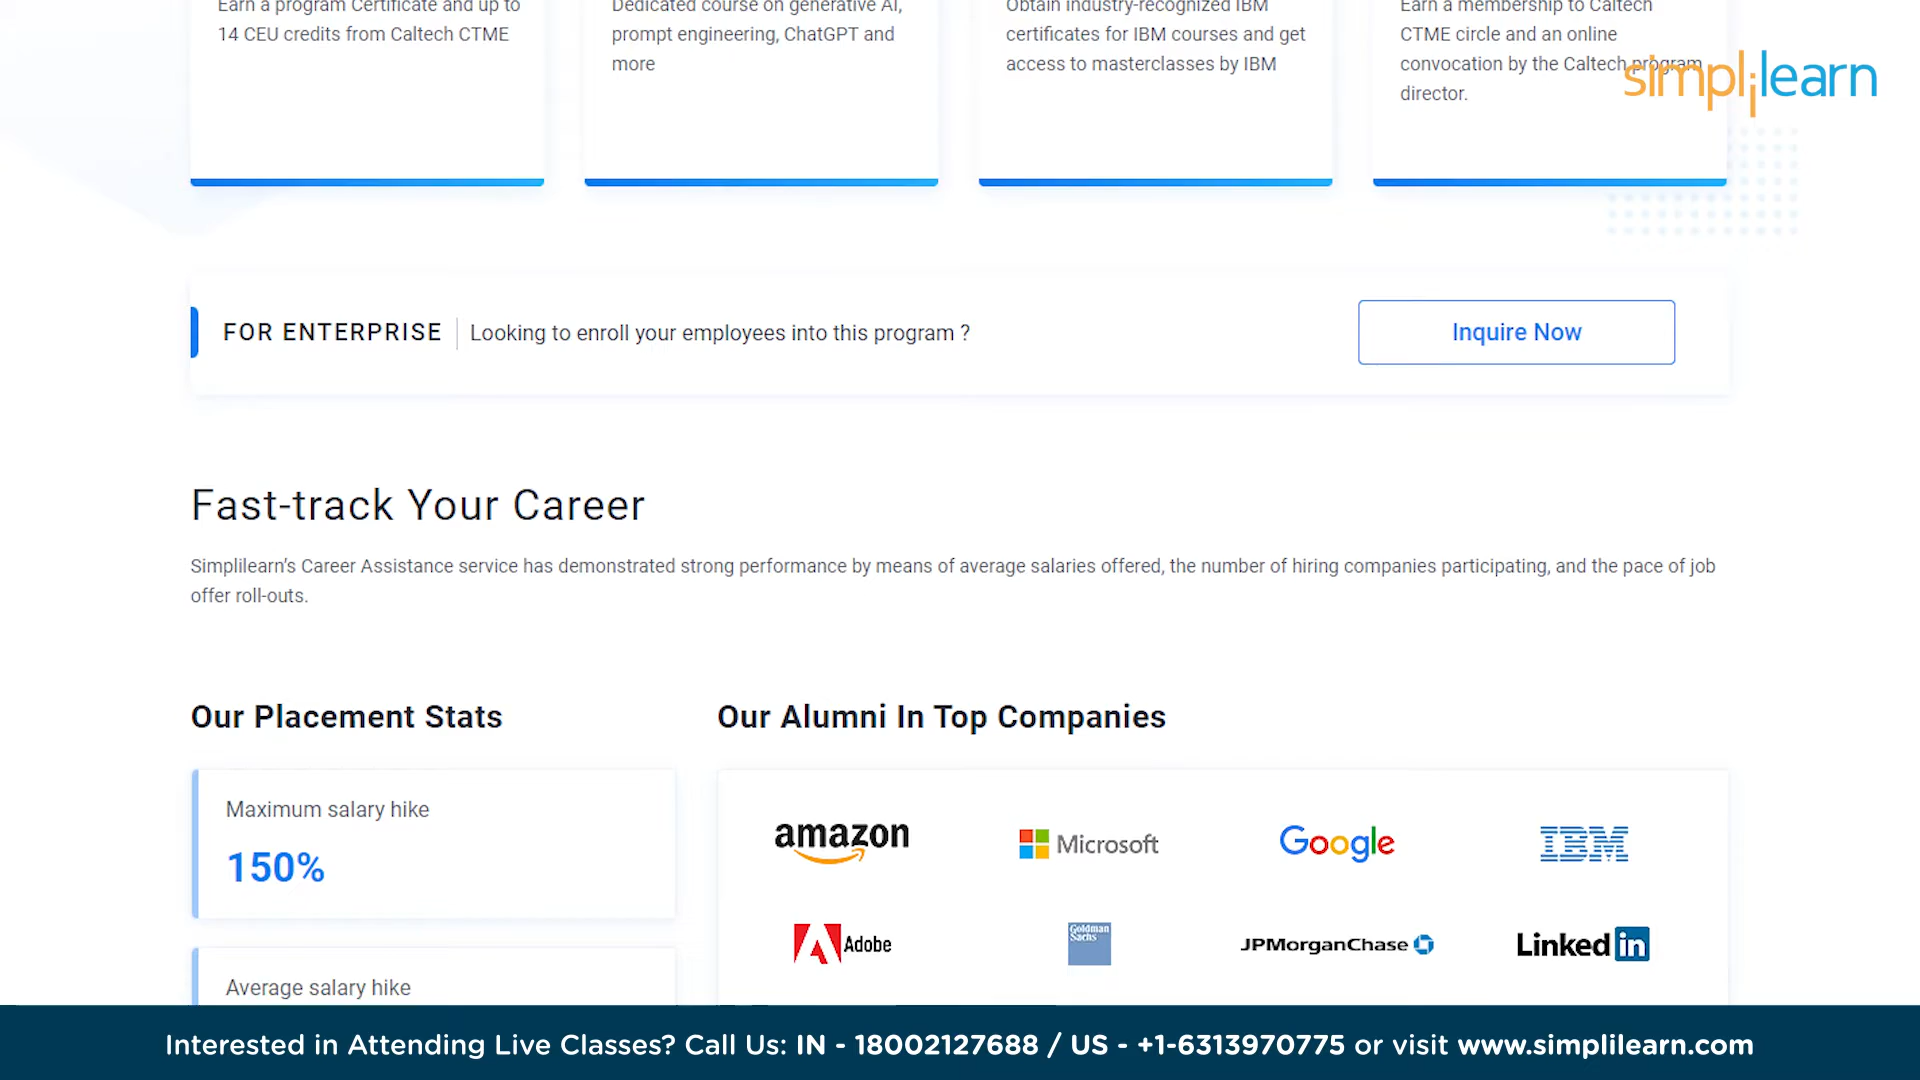 Earn a program Certificate and up to
14 CEU credits from Caltech CTME
Dedicated course on generative AI,
prompt engineering, ChatGPT and
more
Obtain industry-recognized IBM
certificates for IBM courses and get
access to masterclasses by IBM
Earn a membership to Caltech
CTME circle and an online
convocation by the Caltech program
director.
simplilearn
FOR ENTERPRISE
Looking to enroll your employees into this program ?
Inquire Now
Fast-track Your Career
Simplilearn’s Career Assistance service has demonstrated strong performance by means of average salaries offered, the number of hiring companies participating, and the pace of job
offer roll-outs.
Our Placement Stats
Maximum salary hike
150%
Average salary hike
Our Alumni In Top Companies
amazon
Microsoft
Google
IBM
Adobe
Goldman
Sachs
JPMorganChase
Linkedin
Interested in Attending Live Classes? Call Us: IN - 18002127688 / US - +1-6313970775 or visit www.simplilearn.com